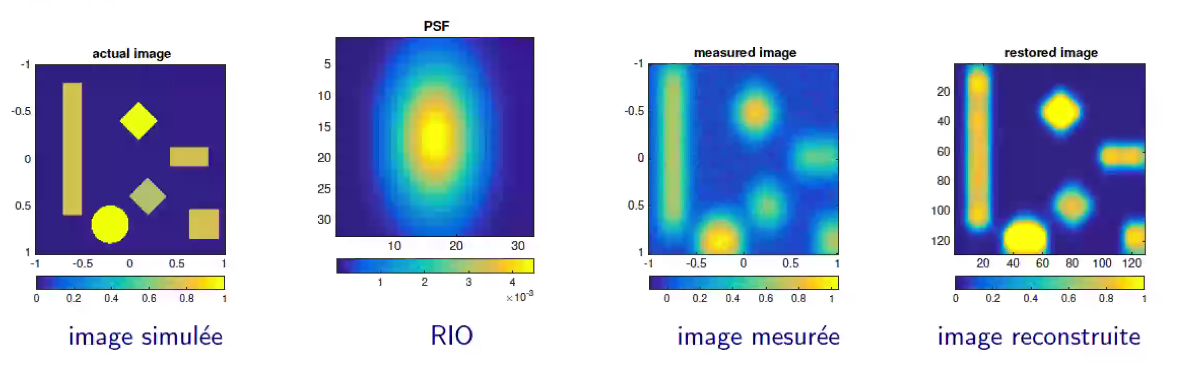 actual image
-1
-0.5
0
0.5
1
-1 -0.5 0 0.5 1
0 0.2 0.4 0.6 0.8 1
image simulée
PSF
5
10
15
20
25
30
10 20 30
1 2 3 4
×10⁻³
RIO
measured image
-1
-0.5
0
0.5
1
-1 -0.5 0 0.5 1
0 0.2 0.4 0.6 0.8 1
image mesurée
restored image
20
40
60
80
100
120
20 40 60 80 100 120
0 0.2 0.4 0.6 0.8 1
image reconstruite